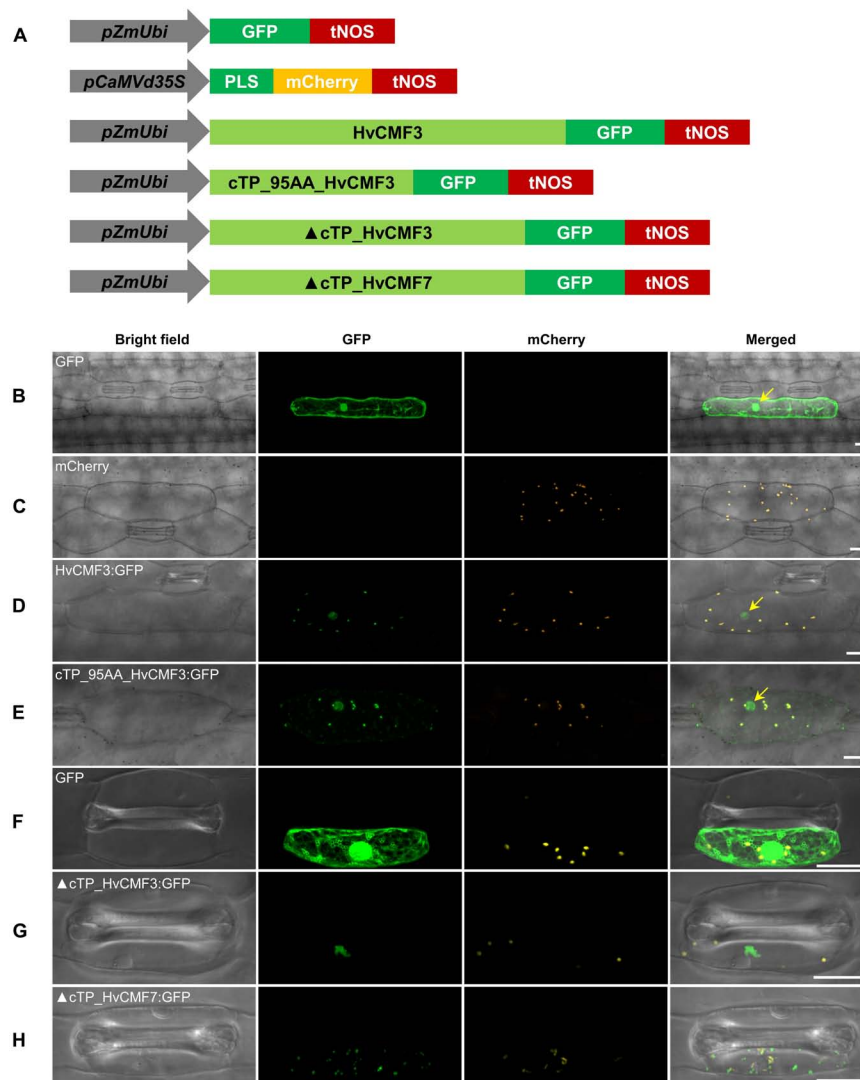 A
pZmUbi GFP tNOS
pCaMVd35S PLS mCherry tNOS
pZmUbi HvCMF3 GFP tNOS
pZmUbi cTP_95AA_HvCMF3 GFP tNOS
pZmUbi ▲cTP_HvCMF3 GFP tNOS
pZmUbi ▲cTP_HvCMF7 GFP tNOS
Bright field GFP mCherry Merged
B GFP
C mCherry
D HvCMF3:GFP
E cTP_95AA_HvCMF3:GFP
F GFP
G ▲cTP_HvCMF3:GFP
H ▲cTP_HvCMF7:GFP